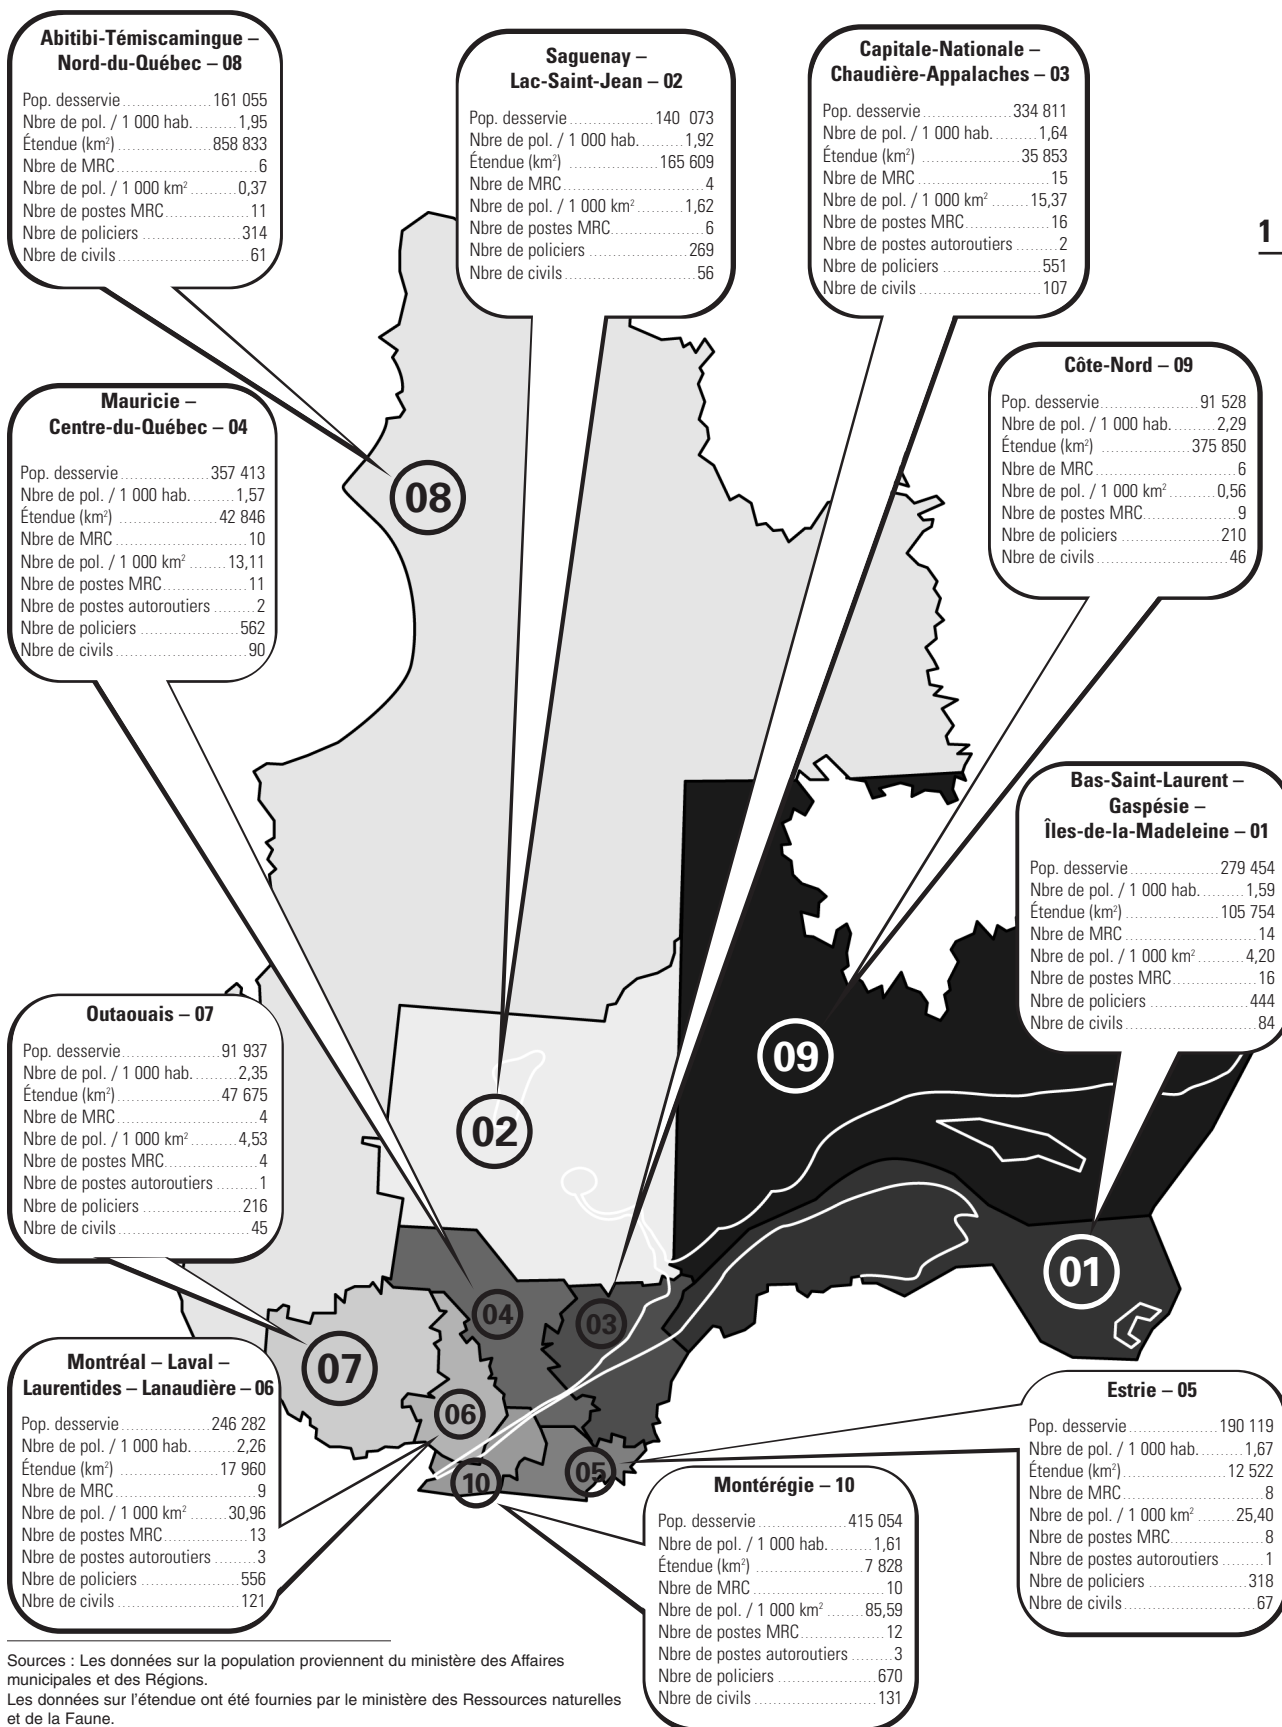 Abitibi-Témiscamingue –
Nord-du-Québec – 08
Pop. desservie 161 055
Nbre de pol. / 1 000 hab. 1,95
Étendue (km²) 858 833
Nbre de MRC 6
Nbre de pol. / 1 000 km² 0,37
Nbre de postes MRC 11
Nbre de policiers 314
Nbre de civils 61
Saguenay –
Lac-Saint-Jean – 02
Pop. desservie 140 073
Nbre de pol. / 1 000 hab. 1,92
Étendue (km²) 165 609
Nbre de MRC 4
Nbre de pol. / 1 000 km² 1,62
Nbre de postes MRC 6
Nbre de policiers 269
Nbre de civils 56
Capitale-Nationale –
Chaudière-Appalaches – 03
Pop. desservie 334 811
Nbre de pol. / 1 000 hab. 1,64
Étendue (km²) 35 853
Nbre de MRC 15
Nbre de pol. / 1 000 km² 15,37
Nbre de postes MRC 16
Nbre de postes autoroutiers 2
Nbre de policiers 551
Nbre de civils 107
1
Côte-Nord – 09
Pop. desservie 91 528
Nbre de pol. / 1 000 hab. 2,29
Étendue (km²) 375 850
Nbre de MRC 6
Nbre de pol. / 1 000 km² 0,56
Nbre de postes MRC 9
Nbre de policiers 210
Nbre de civils 46
Mauricie –
Centre-du-Québec – 04
Pop. desservie 357 413
Nbre de pol. / 1 000 hab. 1,57
Étendue (km²) 42 846
Nbre de MRC 10
Nbre de pol. / 1 000 km² 13,11
Nbre de postes MRC 11
Nbre de postes autoroutiers 2
Nbre de policiers 562
Nbre de civils 90
08
Bas-Saint-Laurent –
Gaspésie –
Îles-de-la-Madeleine – 01
Pop. desservie 279 454
Nbre de pol. / 1 000 hab. 1,59
Étendue (km²) 105 754
Nbre de MRC 14
Nbre de pol. / 1 000 km² 4,20
Nbre de postes MRC 16
Nbre de policiers 444
Nbre de civils 84
Outaouais – 07
Pop. desservie 91 937
Nbre de pol. / 1 000 hab. 2,35
Étendue (km²) 47 675
Nbre de MRC 4
Nbre de pol. / 1 000 km² 4,53
Nbre de postes MRC 4
Nbre de postes autoroutiers 1
Nbre de policiers 216
Nbre de civils 45
09
02
01
04
03
07
06
05
10
Montréal – Laval –
Laurentides – Lanaudière – 06
Pop. desservie 246 282
Nbre de pol. / 1 000 hab. 2,26
Étendue (km²) 17 960
Nbre de MRC 9
Nbre de pol. / 1 000 km² 30,96
Nbre de postes MRC 13
Nbre de postes autoroutiers 3
Nbre de policiers 556
Nbre de civils 121
Montérégie – 10
Pop. desservie 415 054
Nbre de pol. / 1 000 hab. 1,61
Étendue (km²) 7 828
Nbre de MRC 10
Nbre de pol. / 1 000 km² 85,59
Nbre de postes MRC 12
Nbre de postes autoroutiers 3
Nbre de policiers 670
Nbre de civils 131
Estrie – 05
Pop. desservie 190 119
Nbre de pol. / 1 000 hab. 1,67
Étendue (km²) 12 522
Nbre de MRC 8
Nbre de pol. / 1 000 km² 25,40
Nbre de postes MRC 8
Nbre de postes autoroutiers 1
Nbre de policiers 318
Nbre de civils 67
Sources : Les données sur la population proviennent du ministère des Affaires
municipales et des Régions.
Les données sur l'étendue ont été fournies par le ministère des Ressources naturelles
et de la Faune.